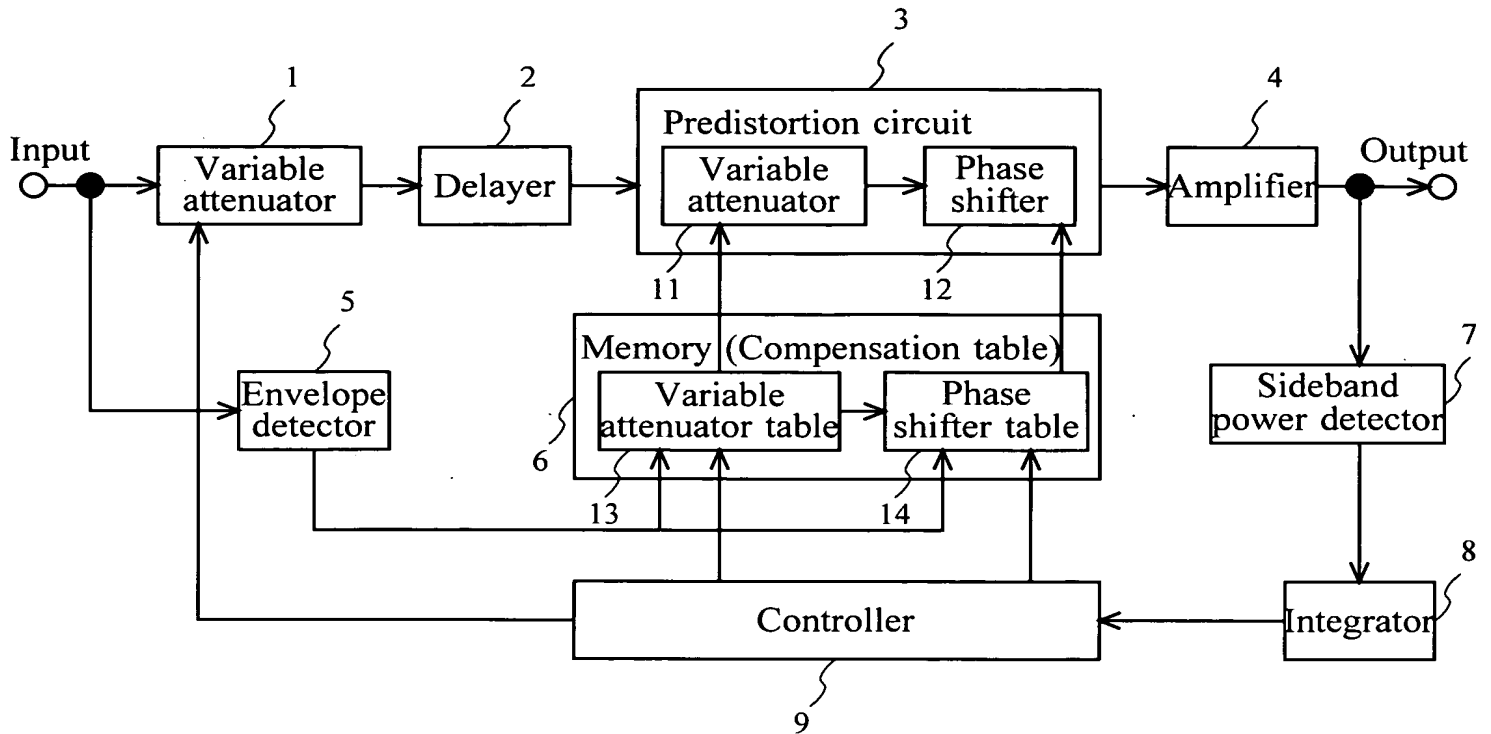 3
1
2
4
Predistortion circuit
Input
Variable
attenuator
Delayer
Variable
attenuator
Phase
shifter
Amplifier
Output
11
12
5
Memory (Compensation table)
7
Envelope
detector
Variable
attenuator table
Phase
shifter table
Sideband
power detector
6
13
14
8
Controller
Integrator
9